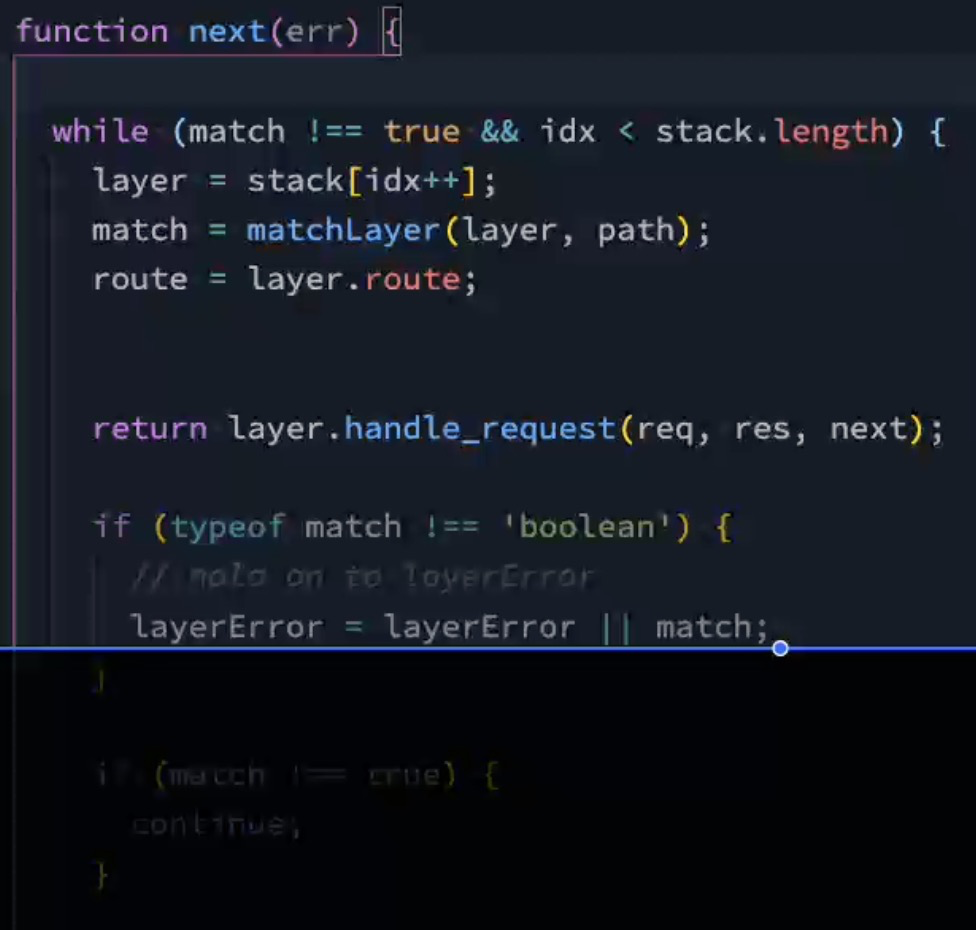 function next(err) {
while (match !== true && idx < stack.length) {
layer = stack[idx++];
match = matchLayer(layer, path);
route = layer.route;
return layer.handle_request(req, res, next);
if (typeof match !== 'boolean') {
// hold on to layerError
layerError = layerError || match;
}
if (match !== true) {
continue;
}